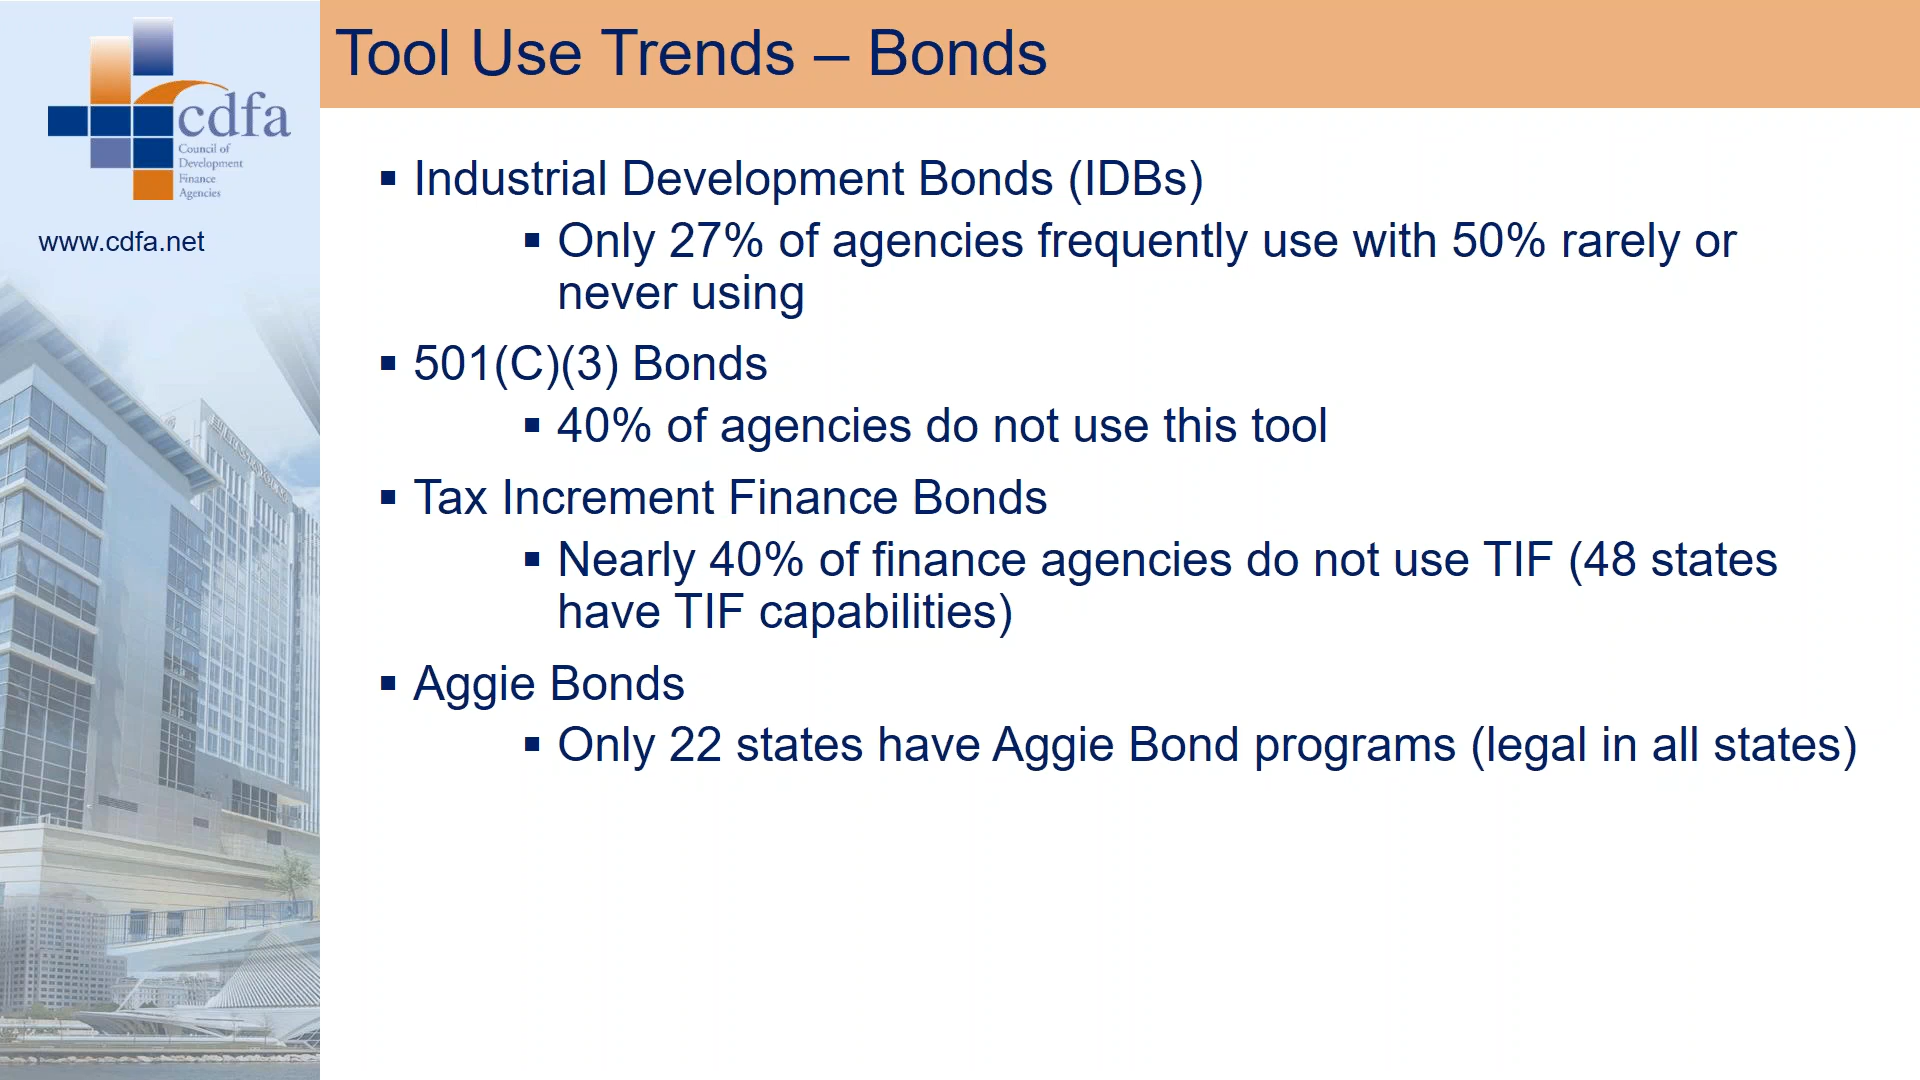 cdfa
Council of
Development
Finance
Agencies
www.cdfa.net
Tool Use Trends – Bonds
▪ Industrial Development Bonds (IDBs)
▪ Only 27% of agencies frequently use with 50% rarely or
never using
▪ 501(C)(3) Bonds
▪ 40% of agencies do not use this tool
▪ Tax Increment Finance Bonds
▪ Nearly 40% of finance agencies do not use TIF (48 states
have TIF capabilities)
▪ Aggie Bonds
▪ Only 22 states have Aggie Bond programs (legal in all states)